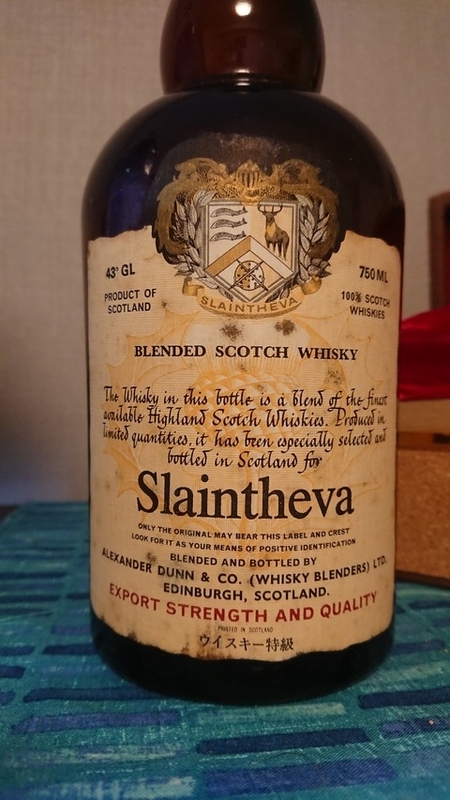 SLAINTHEVA
43° GL
PRODUCT OF
SCOTLAND
750 ML
100% SCOTCH
WHISKIES
BLENDED SCOTCH WHISKY
The Whisky in this bottle is a blend of the finest
available Highland Scotch Whiskies. Produced in
limited quantities, it has been especially selected and
bottled in Scotland for
Slaintheva
ONLY THE ORIGINAL MAY BEAR THIS LABEL AND CREST
LOOK FOR IT AS YOUR MEANS OF POSITIVE IDENTIFICATION
BLENDED AND BOTTLED BY
ALEXANDER DUNN & CO. (WHISKY BLENDERS) LTD.
EDINBURGH, SCOTLAND.
EXPORT STRENGTH AND QUALITY
PRINTED IN SCOTLAND
ウイスキー特級